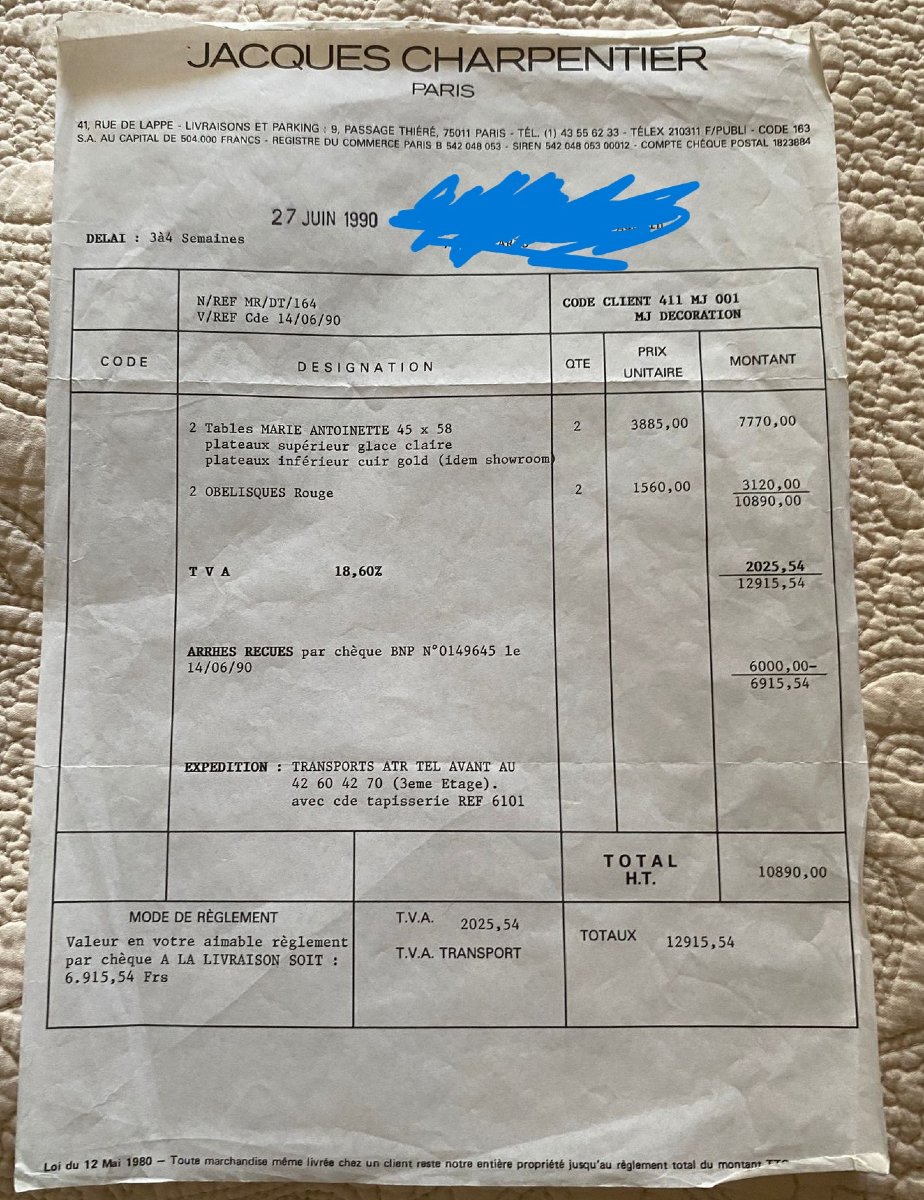 JACQUES CHARPENTIER
PARIS
41, RUE DE LAPPE - LIVRAISONS ET PARKING : 9, PASSAGE THIÉRÉ, 75011 PARIS - TÉL. (1) 43 55 62 33 - TÉLEX 210311 F/PUBLI - CODE 163
S.A. AU CAPITAL DE 504.000 FRANCS - REGISTRE DU COMMERCE PARIS B 542 048 053 - SIREN 542 048 053 00012 - COMPTE CHÈQUE POSTAL 1823884
27 JUIN 1990
DELAI : 3à4 Semaines
N/REF MR/DT/164
V/REF Cde 14/06/90
CODE CLIENT 411 MJ 001
MJ DECORATION
CODE DESIGNATION QTE PRIX UNITAIRE MONTANT
2 Tables MARIE ANTOINETTE 45 x 58 2 3885,00 7770,00
plateaux supérieur glace claire
plateaux inférieur cuir gold (idem showroom)
2 OBELISQUES Rouge 2 1560,00 3120,00
10890,00
T V A 18,60% 2025,54
12915,54
ARRHES RECUES par chèque BNP N°0149645 le
14/06/90 6000,00-
6915,54
EXPEDITION : TRANSPORTS ATR TEL AVANT AU
42 60 42 70 (3eme Etage).
avec cde tapisserie REF 6101
TOTAL
H.T. 10890,00
MODE DE RÈGLEMENT
Valeur en votre aimable règlement
par chèque A LA LIVRAISON SOIT :
6.915,54 Frs
T.V.A. 2025,54
T.V.A. TRANSPORT
TOTAUX 12915,54
Loi du 12 Mai 1980 — Toute marchandise même livrée chez un client reste notre entière propriété jusqu'au règlement total du montant